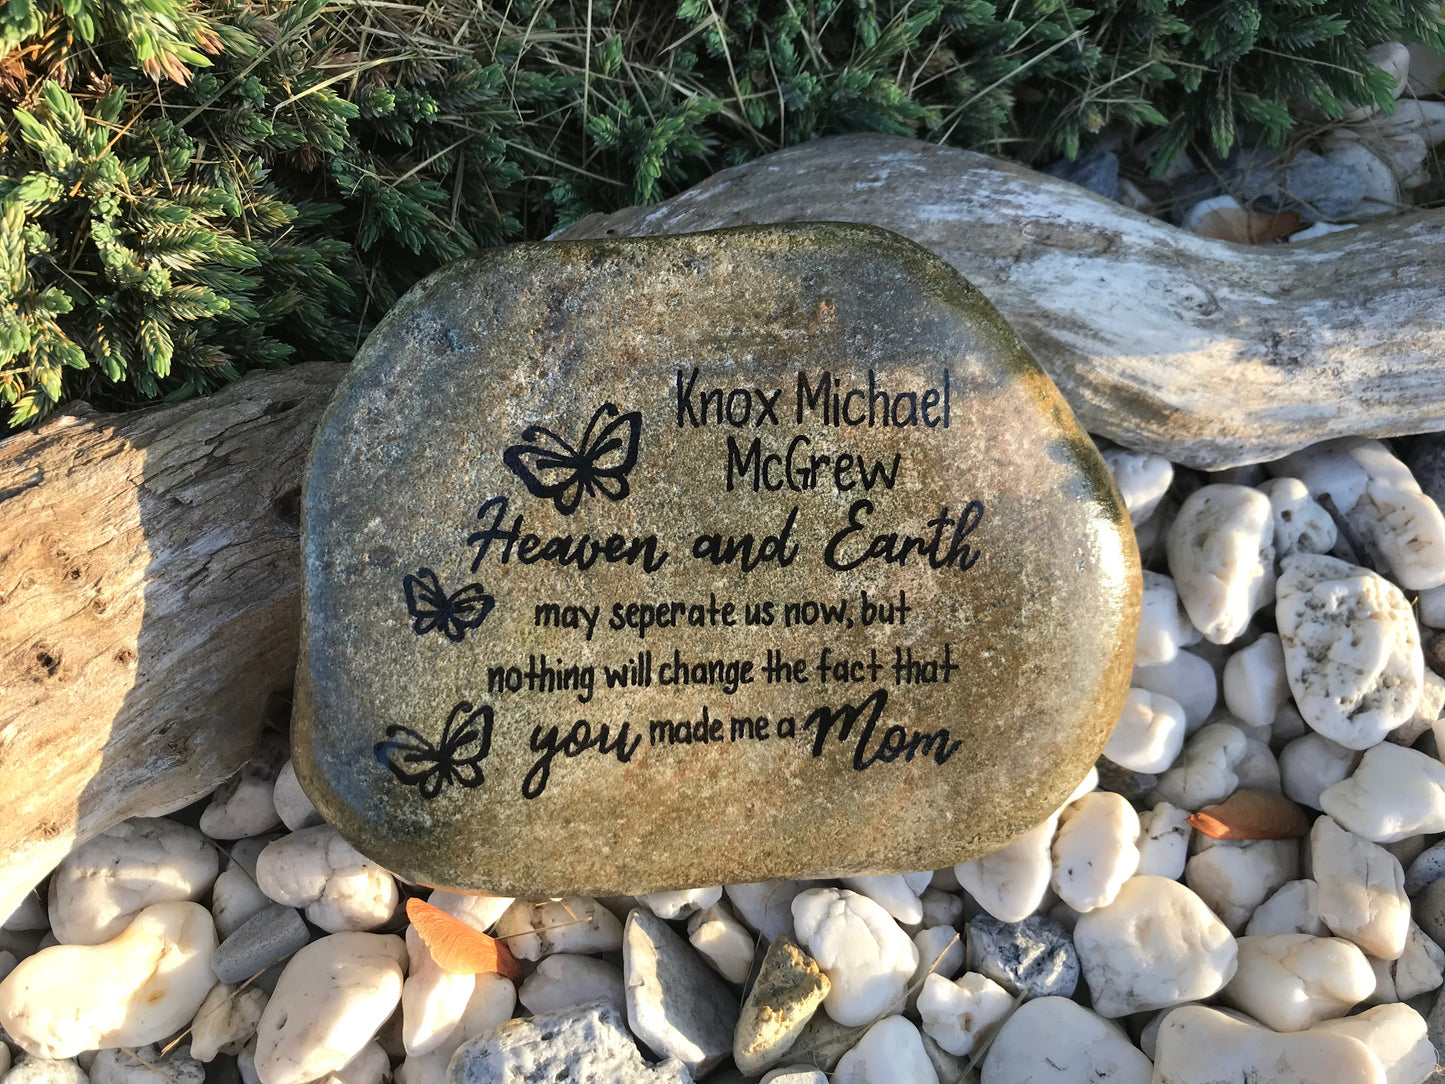 Knox Michael
McGrew
Heaven and Earth
may seperate us now, but
nothing will change the fact that
you made me a Mom